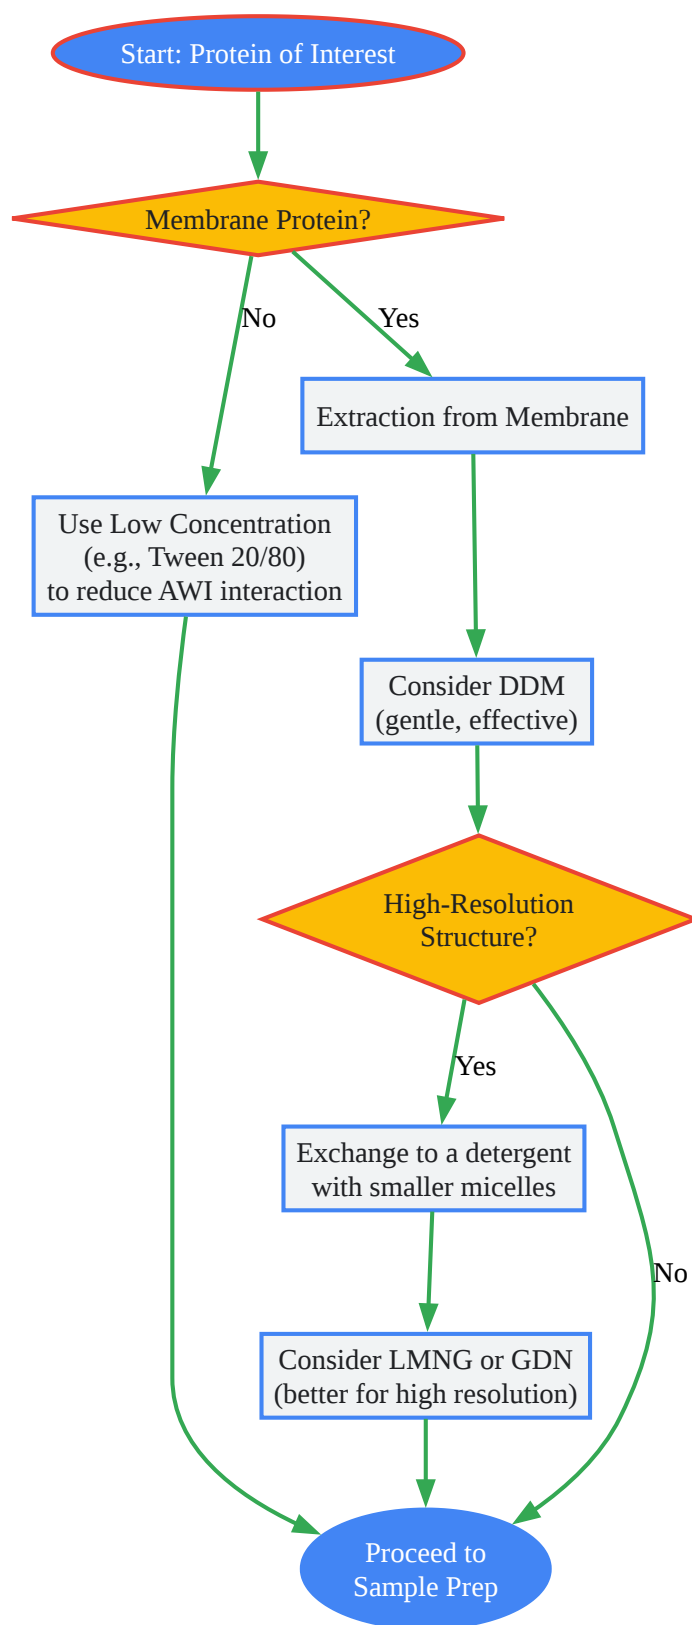 Start: Protein of Interest
Membrane Protein?
No
Yes
Extraction from Membrane
Use Low Concentration
(e.g., Tween 20/80)
to reduce AWI interaction
Consider DDM
(gentle, effective)
High-Resolution
Structure?
Yes
Exchange to a detergent
with smaller micelles
No
Consider LMNG or GDN
(better for high resolution)
Proceed to
Sample Prep